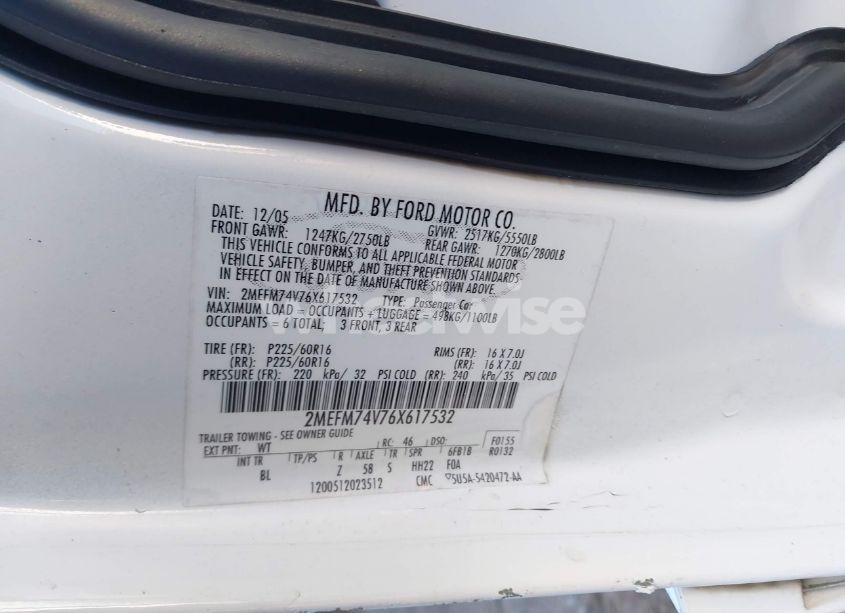 MFD. BY FORD MOTOR CO.
DATE: 12/05 GVWR: 2517KG/5550LB
FRONT GAWR: 1247KG/2750LB REAR GAWR: 1270KG/2800LB
THIS VEHICLE CONFORMS TO ALL APPLICABLE FEDERAL MOTOR
VEHICLE SAFETY, BUMPER, AND THEFT PREVENTION STANDARDS
IN EFFECT ON THE DATE OF MANUFACTURE SHOWN ABOVE.
VIN: 2MEFM74V76X617532 TYPE: Passenger Car
MAXIMUM LOAD - OCCUPANTS + LUGGAGE = 498KG/1100LB
OCCUPANTS - 6 TOTAL, 3 FRONT, 3 REAR
wheelwise
TIRE (FR): P225/60R16 RIMS (FR): 16 X 7.0J
(RR): P225/60R16 (RR): 16 X 7.0J
PRESSURE (FR): 220 kPa/ 32 PSI COLD (RR): 240 kPa/ 35 PSI COLD
2MEFM74V76X617532
TRAILER TOWING - SEE OWNER GUIDE
EXT PNT: WT RC: 46 DSO: F0155
INT TR TP/PS R AXLE TR SPR 6FB1B R0132
BL Z 58 S HH22 FOA
1200512023512 CMC 5U5A-5420472-AA